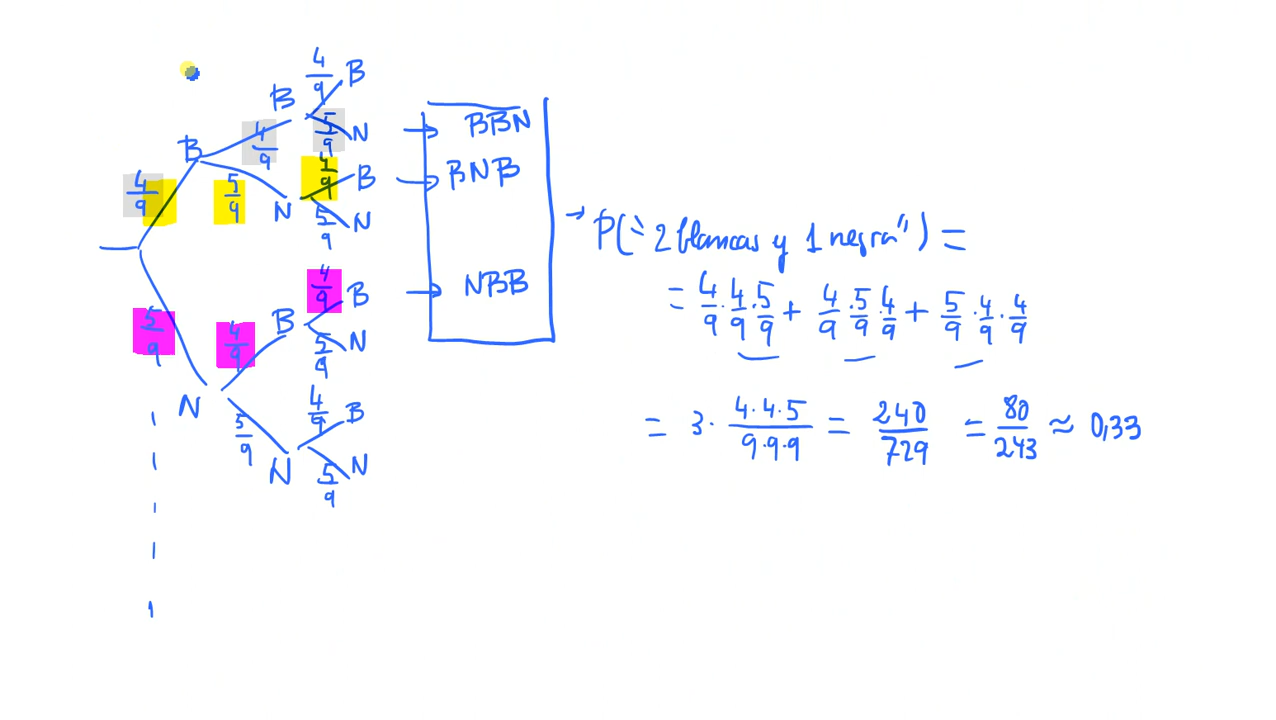 4/9 B
B
4/9 5/9 N → BBN
B
4/9 5/9 4/9 B → BNB
N 5/9 N
→ P("2 blancas y 1 negra") =
4/9 B → NBB
= 4/9 · 4/9 · 5/9 + 4/9 · 5/9 · 4/9 + 5/9 · 4/9 · 4/9
5/9 4/9 B 5/9 N
N 4/9 B
= 3 · 4·4·5/9·9·9 = 240/729 = 80/243 ≈ 0,33
5/9 N 5/9 N